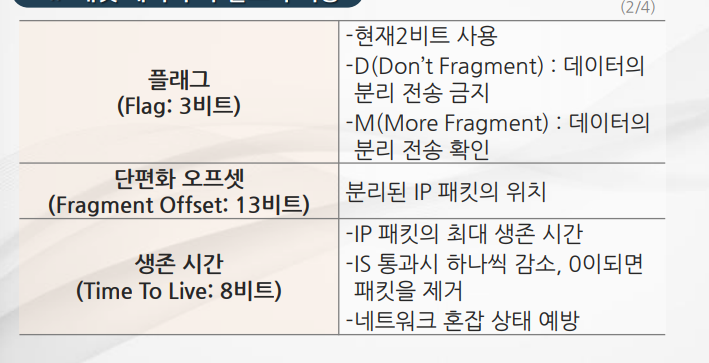 (2/4)
플래그
(Flag: 3비트)
-현재2비트 사용
-D(Don't Fragment) : 데이터의
분리 전송 금지
-M(More Fragment) : 데이터의
분리 전송 확인
단편화 오프셋
(Fragment Offset: 13비트)
분리된 IP 패킷의 위치
생존 시간
(Time To Live: 8비트)
-IP 패킷의 최대 생존 시간
-IS 통과시 하나씩 감소, 0이되면
패킷을 제거
-네트워크 혼잡 상태 예방